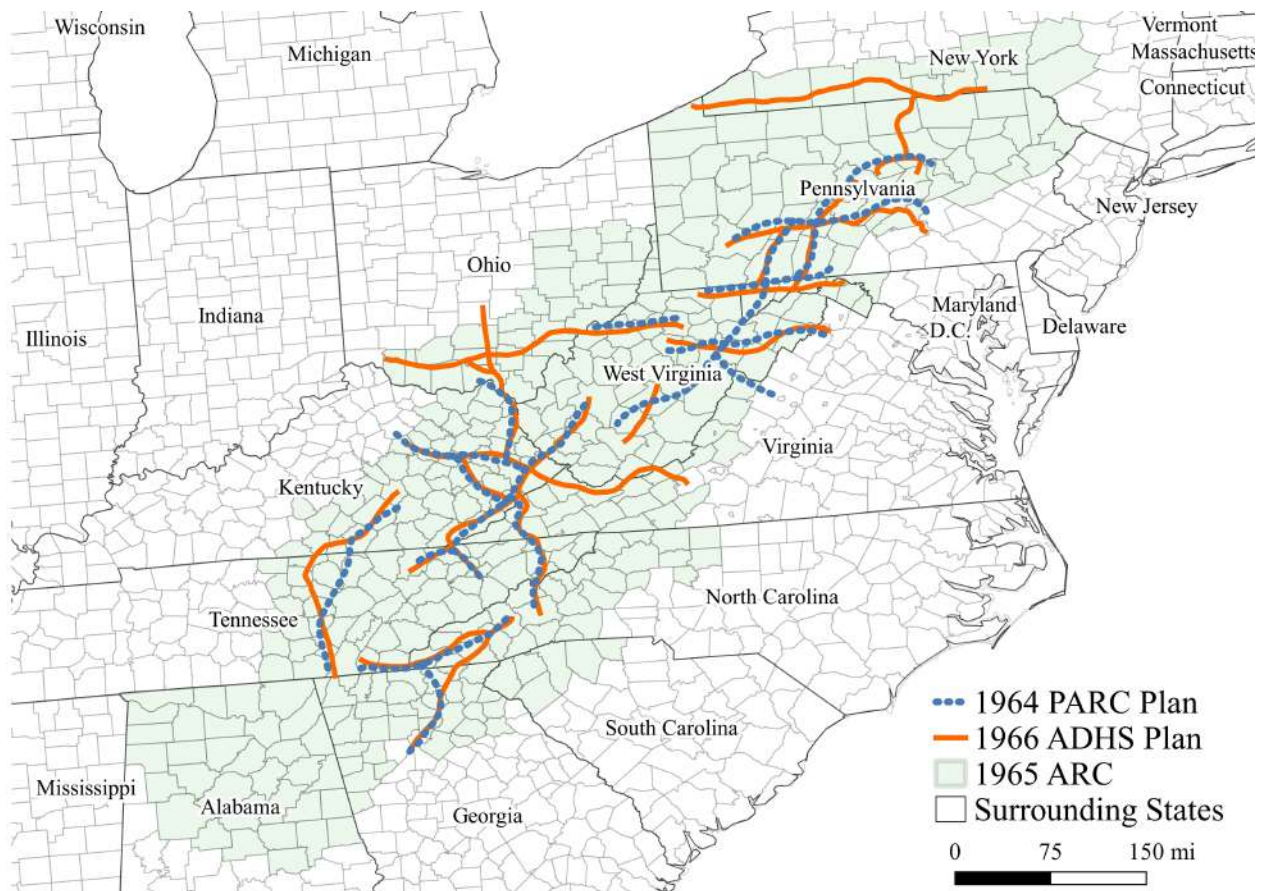 Wisconsin
Michigan
Vermont
New York
Massachusetts
Connecticut
Pennsylvania
New Jersey
Ohio
Indiana
Illinois
Maryland
D.C.
Delaware
West Virginia
Virginia
Kentucky
North Carolina
Tennessee
South Carolina
Mississippi
Alabama
Georgia
1964 PARC Plan
1966 ADHS Plan
1965 ARC
Surrounding States
0 75 150 mi